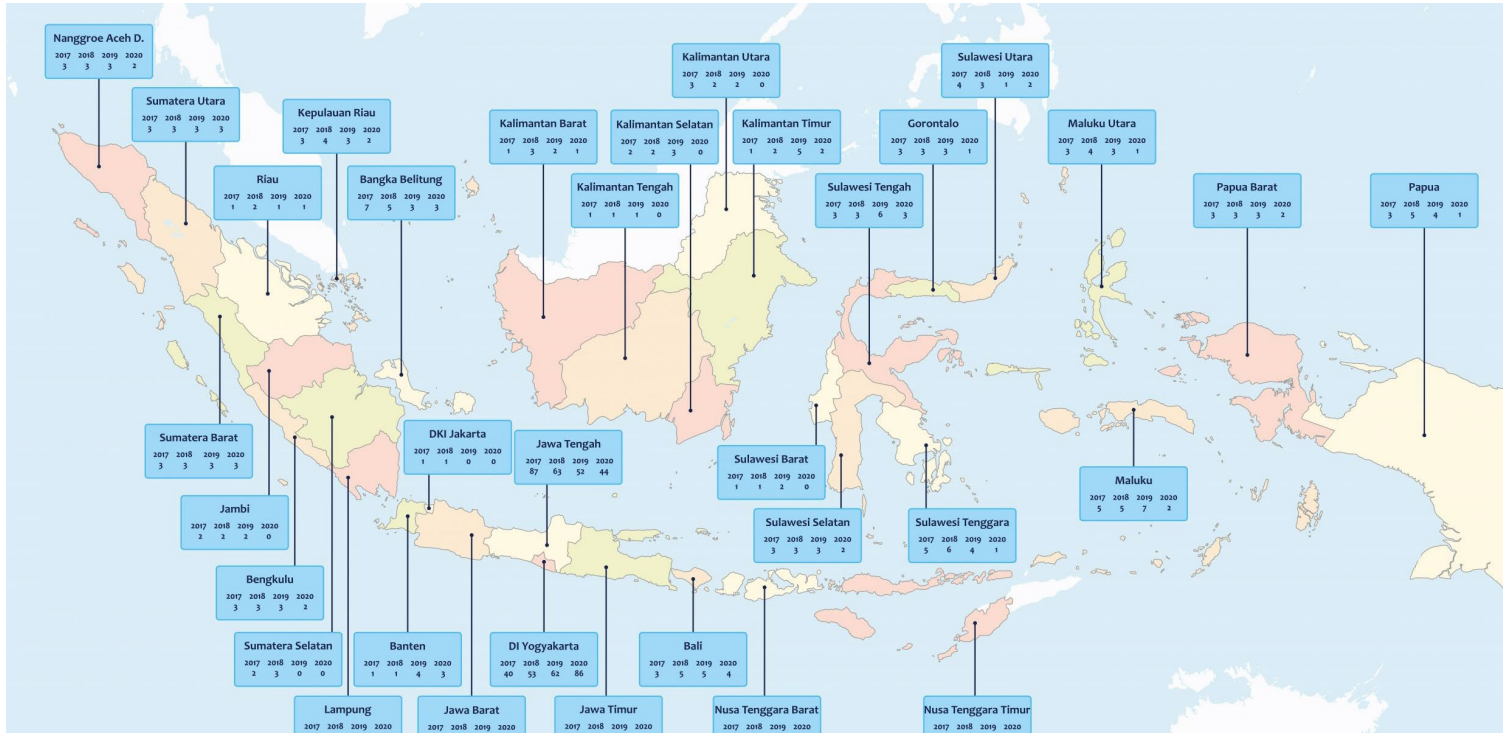 Nanggroe Aceh D.
2017 2018 2019 2020
3 3 3 2
Sumatera Utara
2017 2018 2019 2020
3 3 3 3
Kepulauan Riau
2017 2018 2019 2020
3 4 3 2
Riau
2017 2018 2019 2020
1 2 1 1
Bangka Belitung
2017 2018 2019 2020
7 5 3 3
Kalimantan Utara
2017 2018 2019 2020
3 2 2 0
Kalimantan Barat
2017 2018 2019 2020
1 3 2 1
Kalimantan Selatan
2017 2018 2019 2020
2 2 3 0
Kalimantan Timur
2017 2018 2019 2020
1 2 5 2
Kalimantan Tengah
2017 2018 2019 2020
1 1 1 0
Sulawesi Utara
2017 2018 2019 2020
4 3 1 2
Gorontalo
2017 2018 2019 2020
3 3 3 1
Sulawesi Tengah
2017 2018 2019 2020
3 3 6 3
Maluku Utara
2017 2018 2019 2020
3 4 3 1
Papua Barat
2017 2018 2019 2020
3 3 3 2
Papua
2017 2018 2019 2020
3 5 4 1
Sumatera Barat
2017 2018 2019 2020
3 3 3 3
Jambi
2017 2018 2019 2020
2 2 2 0
Bengkulu
2017 2018 2019 2020
3 3 3 2
Sumatera Selatan
2017 2018 2019 2020
2 3 0 0
Lampung
2017 2018 2019 2020
DKI Jakarta
2017 2018 2019 2020
1 1 0 0
Jawa Tengah
2017 2018 2019 2020
87 63 52 44
Banten
2017 2018 2019 2020
1 1 4 3
Jawa Barat
2017 2018 2019 2020
DI Yogyakarta
2017 2018 2019 2020
40 53 62 86
Jawa Timur
2017 2018 2019 2020
Bali
2017 2018 2019 2020
3 5 5 4
Nusa Tenggara Barat
2017 2018 2019 2020
Sulawesi Barat
2017 2018 2019 2020
1 1 2 0
Sulawesi Selatan
2017 2018 2019 2020
3 3 3 2
Sulawesi Tenggara
2017 2018 2019 2020
5 6 4 1
Maluku
2017 2018 2019 2020
5 5 7 2
Nusa Tenggara Timur
2017 2018 2019 2020